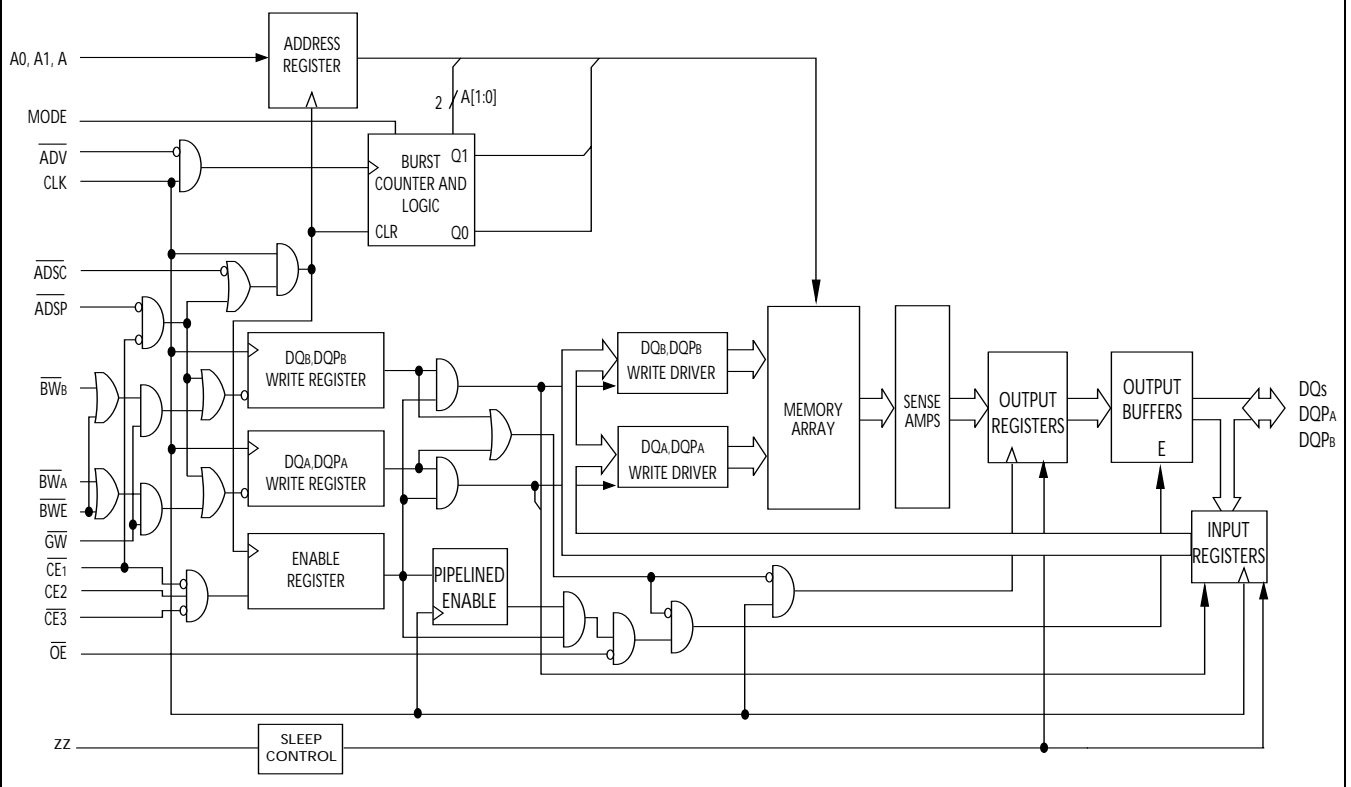 ADDRESS
REGISTER
A0, A1, A
2
A[1:0]
MODE
ADV
CLK
BURST
COUNTER AND
LOGIC
Q1
CLR
Q0
ADSC
ADSP
DQB,DQPB
WRITE REGISTER
DQB,DQPB
WRITE DRIVER
MEMORY
ARRAY
SENSE
AMPS
OUTPUT
REGISTERS
OUTPUT
BUFFERS
E
DQS
DQPA
DQPB
BWB
DQA,DQPA
WRITE REGISTER
DQA,DQPA
WRITE DRIVER
BWA
BWE
GW
INPUT
REGISTERS
CE1
CE2
CE3
ENABLE
REGISTER
PIPELINED
ENABLE
OE
ZZ
SLEEP
CONTROL